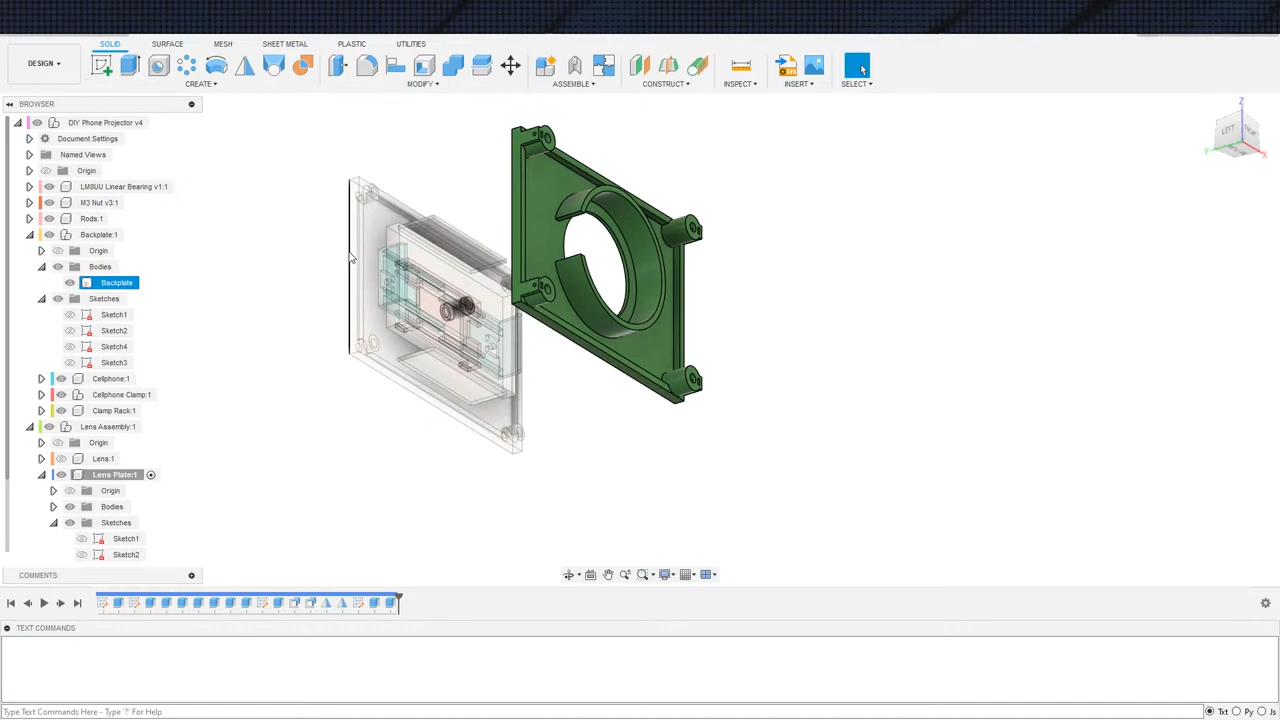 SOLID SURFACE MESH SHEET METAL PLASTIC UTILITIES
DESIGN
CREATE MODIFY ASSEMBLE CONSTRUCT INSPECT INSERT SELECT
BROWSER
DIY Phone Projector v4
Document Settings
Named Views
Origin
LM8UU Linear Bearing v1:1
M3 Nut v3:1
Rods:1
Backplate:1
Origin
Bodies
Backplate
Sketches
Sketch1
Sketch2
Sketch4
Sketch3
Cellphone:1
Cellphone Clamp:1
Clamp Rack:1
Lens Assembly:1
Origin
Lens:1
Lens Plate:1
Origin
Bodies
Sketches
Sketch1
Sketch2
LEFT
Z
Y
X
COMMENTS
TEXT COMMANDS
Type Text Commands Here - Type '?' For Help
Txt Py Js